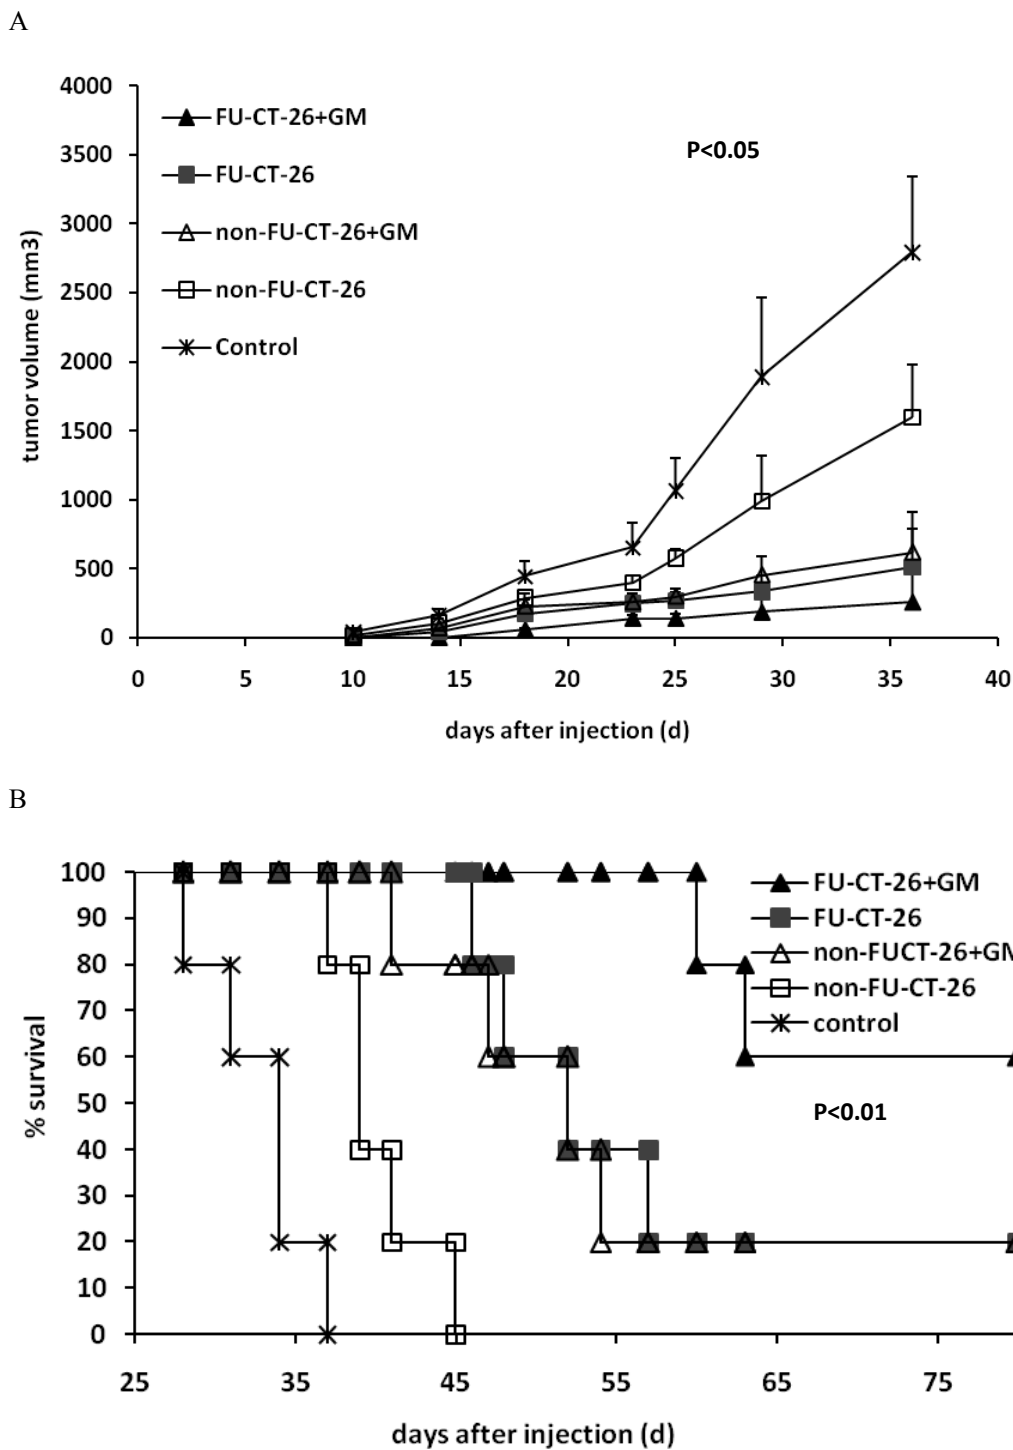 A
4000
3500
3000
2500
2000
1500
1000
500
0
tumor volume (mm3)
FU-CT-26+GM
FU-CT-26
non-FU-CT-26+GM
non-FU-CT-26
Control
P<0.05
0 5 10 15 20 25 30 35 40
days after injection (d)
B
100
90
80
70
60
50
40
30
20
10
0
% survival
FU-CT-26+GM
FU-CT-26
non-FUCT-26+GM
non-FU-CT-26
control
P<0.01
25 35 45 55 65 75
days after injection (d)